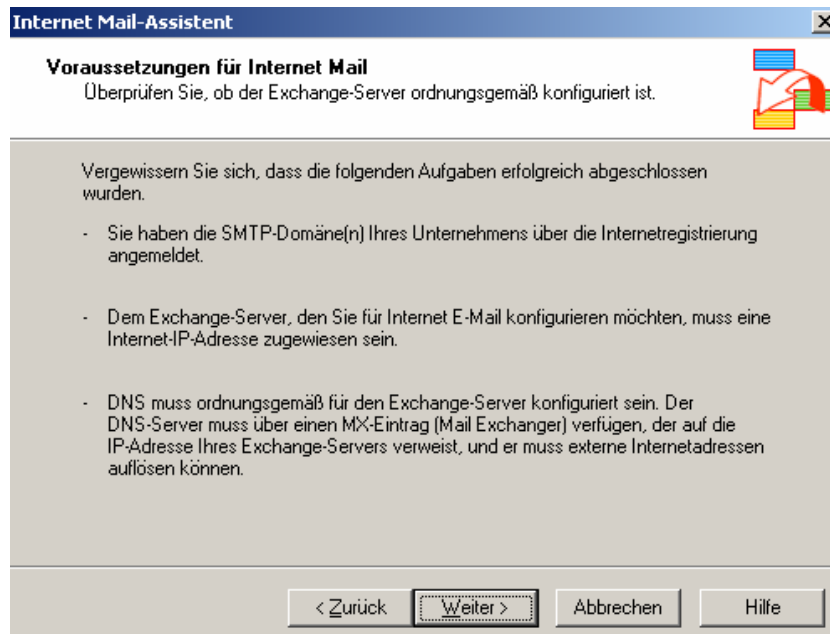 Internet Mail-Assistent
Voraussetzungen für Internet Mail
Überprüfen Sie, ob der Exchange-Server ordnungsgemäß konfiguriert ist.
Vergewissern Sie sich, dass die folgenden Aufgaben erfolgreich abgeschlossen
wurden.
- Sie haben die SMTP-Domäne(n) Ihres Unternehmens über die Internetregistrierung
angemeldet.
- Dem Exchange-Server, den Sie für Internet E-Mail konfigurieren möchten, muss eine
Internet-IP-Adresse zugewiesen sein.
- DNS muss ordnungsgemäß für den Exchange-Server konfiguriert sein. Der
DNS-Server muss über einen MX-Eintrag (Mail Exchanger) verfügen, der auf die
IP-Adresse Ihres Exchange-Servers verweist, und er muss externe Internetadressen
auflösen können.
< Zurück Weiter > Abbrechen Hilfe